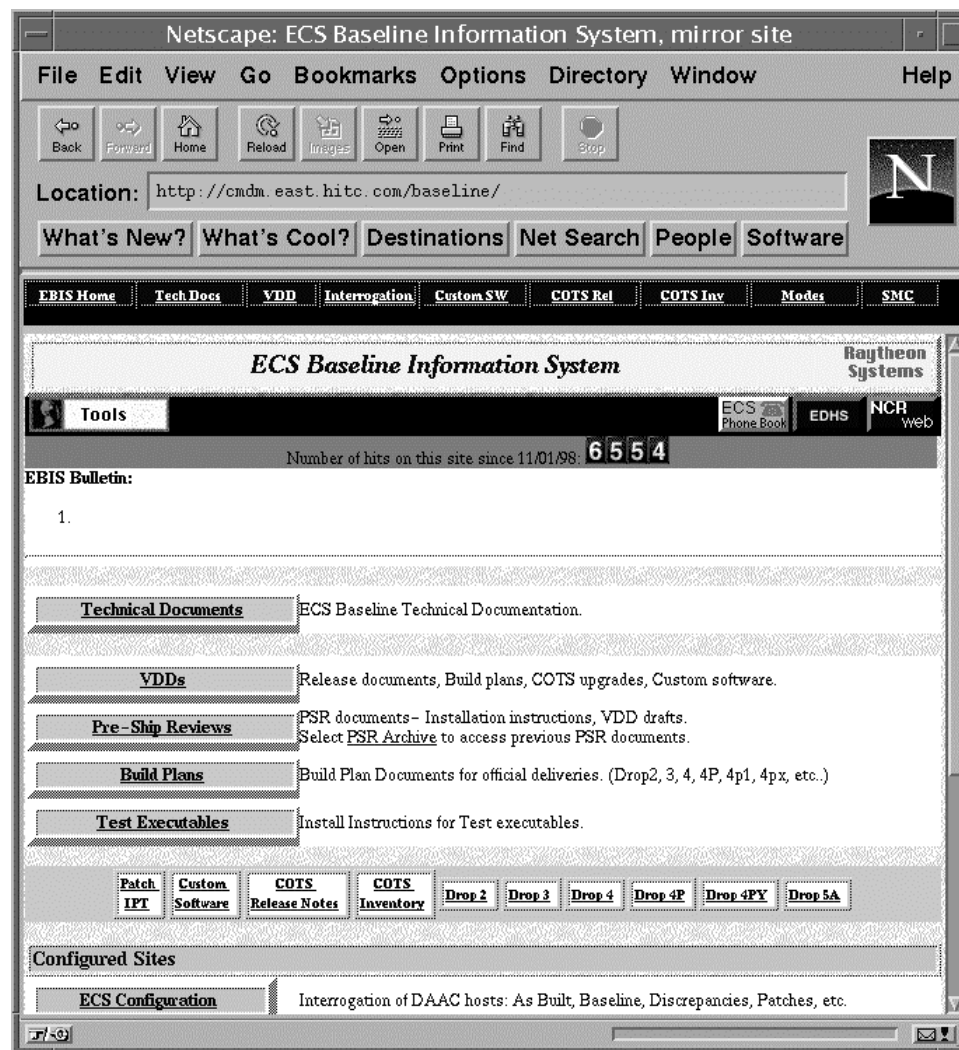 Netscape: ECS Baseline Information System, mirror site
File Edit View Go Bookmarks Options Directory Window Help
Back Forward Home Reload Images Open Print Find Stop
N
Location: http://cmdm.east.hitc.com/baseline/
What's New? What's Cool? Destinations Net Search People Software
EBIS Home Tech Docs VDD Interrogation Custom SW COTS Rel COTS Inv Modes SMC
ECS Baseline Information System
Raytheon
Systems
Tools
ECS
Phone Book
EDHS
NCR
web
Number of hits on this site since 11/01/98: 6554
EBIS Bulletin:
1.
Technical Documents ECS Baseline Technical Documentation.
VDDs Release documents, Build plans, COTS upgrades, Custom software.
Pre-Ship Reviews PSR documents- Installation instructions, VDD drafts.
Select PSR Archive to access previous PSR documents.
Build Plans Build Plan Documents for official deliveries. (Drop2, 3, 4, 4P, 4p1, 4px, etc..)
Test Executables Install Instructions for Test executables.
Patch IPT Custom Software COTS Release Notes COTS Inventory Drop 2 Drop 3 Drop 4 Drop 4P Drop 4PY Drop 5A
Configured Sites
ECS Configuration Interrogation of DAAC hosts: As Built, Baseline, Discrepancies, Patches, etc.